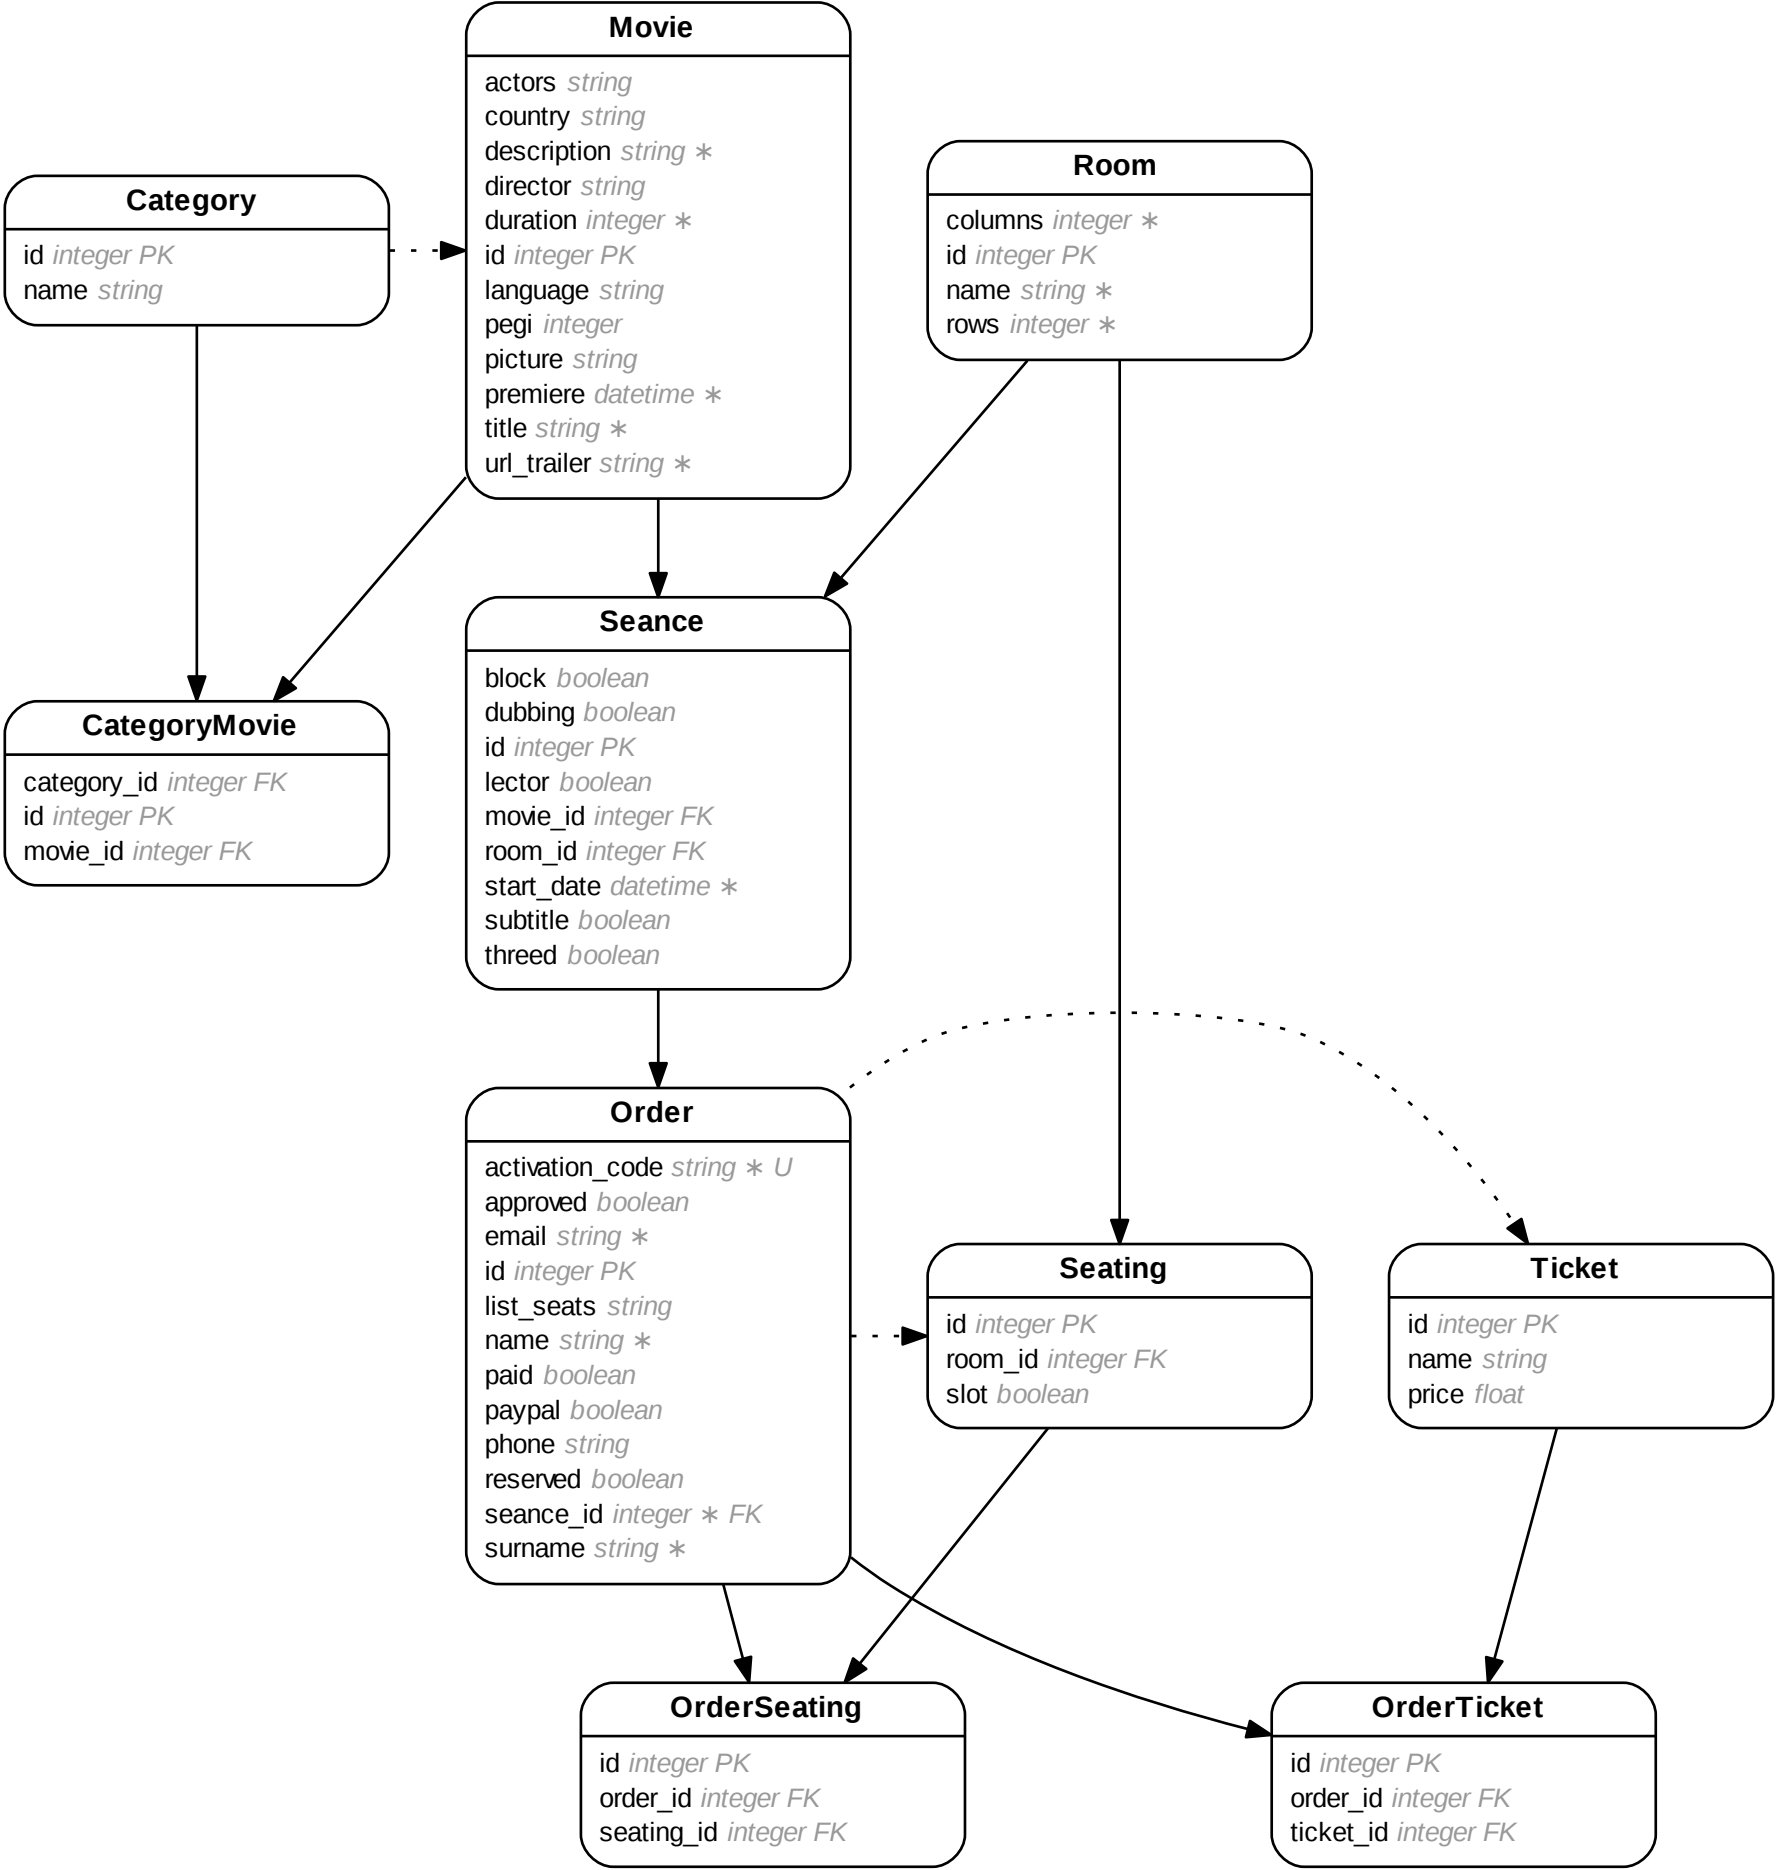 Movie
actors string
country string
description string ∗
director string
duration integer ∗
id integer PK
language string
pegi integer
picture string
premiere datetime ∗
title string ∗
url_trailer string ∗
Room
columns integer ∗
id integer PK
name string ∗
rows integer ∗
Category
id integer PK
name string
Seance
block boolean
dubbing boolean
id integer PK
lector boolean
movie_id integer FK
room_id integer FK
start_date datetime ∗
subtitle boolean
threed boolean
CategoryMovie
category_id integer FK
id integer PK
movie_id integer FK
Order
activation_code string ∗ U
approved boolean
email string ∗
id integer PK
list_seats string
name string ∗
paid boolean
paypal boolean
phone string
reserved boolean
seance_id integer ∗ FK
surname string ∗
Seating
id integer PK
room_id integer FK
slot boolean
Ticket
id integer PK
name string
price float
OrderSeating
id integer PK
order_id integer FK
seating_id integer FK
OrderTicket
id integer PK
order_id integer FK
ticket_id integer FK